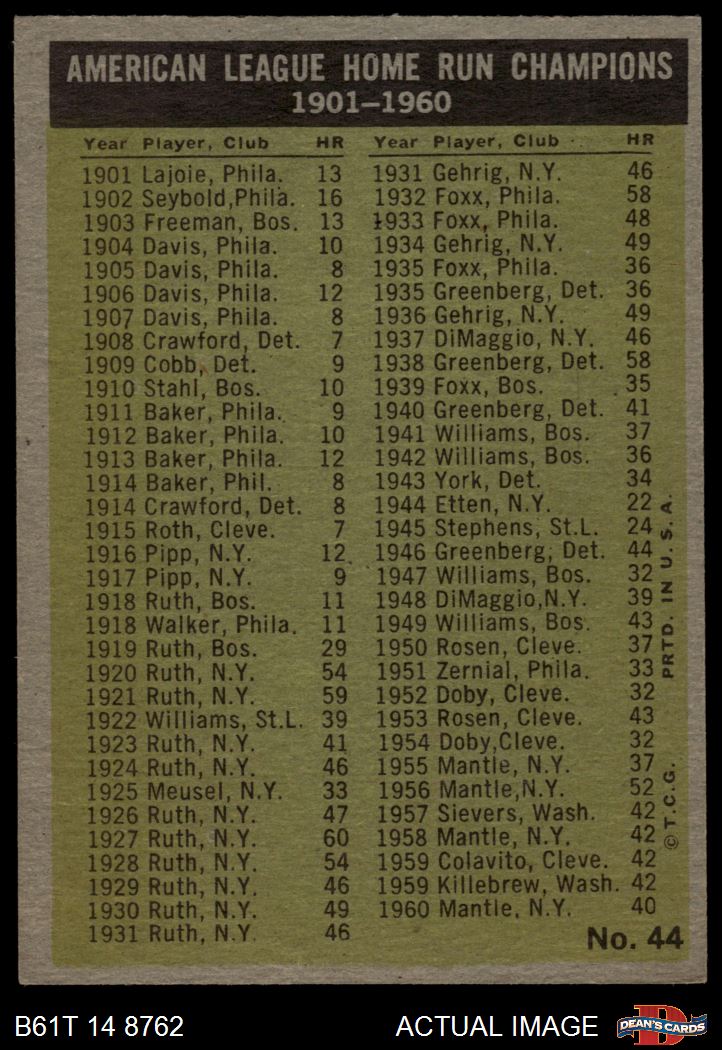 AMERICAN LEAGUE HOME RUN CHAMPIONS
1901–1960
Year Player, Club HR
1901 Lajoie, Phila. 13
1902 Seybold,Phila. 16
1903 Freeman, Bos. 13
1904 Davis, Phila. 10
1905 Davis, Phila. 8
1906 Davis, Phila. 12
1907 Davis, Phila. 8
1908 Crawford, Det. 7
1909 Cobb, Det. 9
1910 Stahl, Bos. 10
1911 Baker, Phila. 9
1912 Baker, Phila. 10
1913 Baker, Phila. 12
1914 Baker, Phil. 8
1914 Crawford, Det. 8
1915 Roth, Cleve. 7
1916 Pipp, N.Y. 12
1917 Pipp, N.Y. 9
1918 Ruth, Bos. 11
1918 Walker, Phila. 11
1919 Ruth, Bos. 29
1920 Ruth, N.Y. 54
1921 Ruth, N.Y. 59
1922 Williams, St.L. 39
1923 Ruth, N.Y. 41
1924 Ruth, N.Y. 46
1925 Meusel, N.Y. 33
1926 Ruth, N.Y. 47
1927 Ruth, N.Y. 60
1928 Ruth, N.Y. 54
1929 Ruth, N.Y. 46
1930 Ruth, N.Y. 49
1931 Ruth, N.Y. 46
Year Player, Club HR
1931 Gehrig, N.Y. 46
1932 Foxx, Phila. 58
1933 Foxx, Phila. 48
1934 Gehrig, N.Y. 49
1935 Foxx, Phila. 36
1935 Greenberg, Det. 36
1936 Gehrig, N.Y. 49
1937 DiMaggio, N.Y. 46
1938 Greenberg, Det. 58
1939 Foxx, Bos. 35
1940 Greenberg, Det. 41
1941 Williams, Bos. 37
1942 Williams, Bos. 36
1943 York, Det. 34
1944 Etten, N.Y. 22
1945 Stephens, St.L. 24
1946 Greenberg, Det. 44
1947 Williams, Bos. 32
1948 DiMaggio,N.Y. 39
1949 Williams, Bos. 43
1950 Rosen, Cleve. 37
1951 Zernial, Phila. 33
1952 Doby, Cleve. 32
1953 Rosen, Cleve. 43
1954 Doby,Cleve. 32
1955 Mantle, N.Y. 37
1956 Mantle,N.Y. 52
1957 Sievers, Wash. 42
1958 Mantle, N.Y. 42
1959 Colavito, Cleve. 42
1959 Killebrew, Wash. 42
1960 Mantle, N.Y. 40
© T.C.G. PRTD. IN U. S. A.
No. 44
B61T 14 8762
ACTUAL IMAGE
D
DEAN'S CARDS